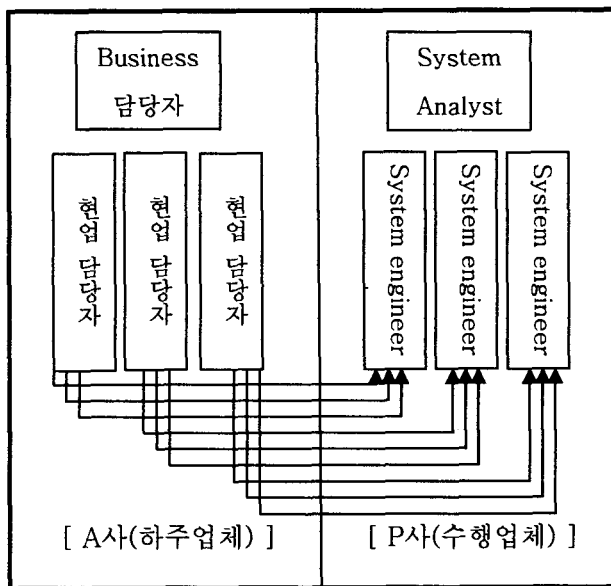 Business
담당자
System
Analyst
현업 담당자
현업 담당자
현업 담당자
System engineer
System engineer
System engineer
[ A사(하주업체) ]
[ P사(수행업체) ]